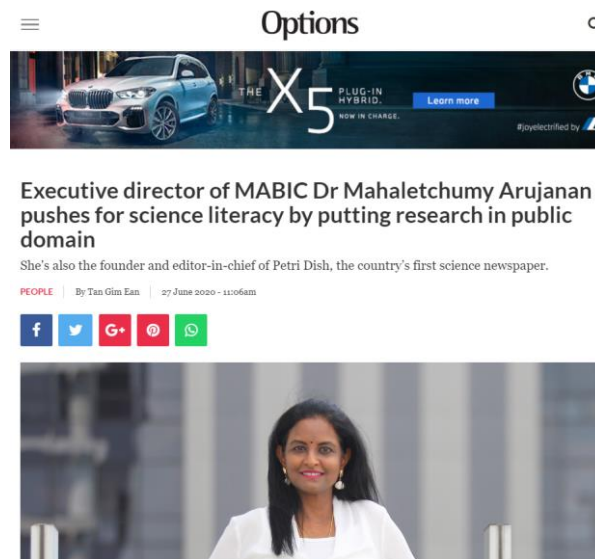 Options
THE X5 PLUG-IN
HYBRID.
NOW IN CHARGE.
Learn more
#joyelectrified by
Executive director of MABIC Dr Mahaletchumy Arujanan
pushes for science literacy by putting research in public
domain
She's also the founder and editor-in-chief of Petri Dish, the country's first science newspaper.
PEOPLE By Tan Gim Ean 27 June 2020 - 11:06am
f
G+